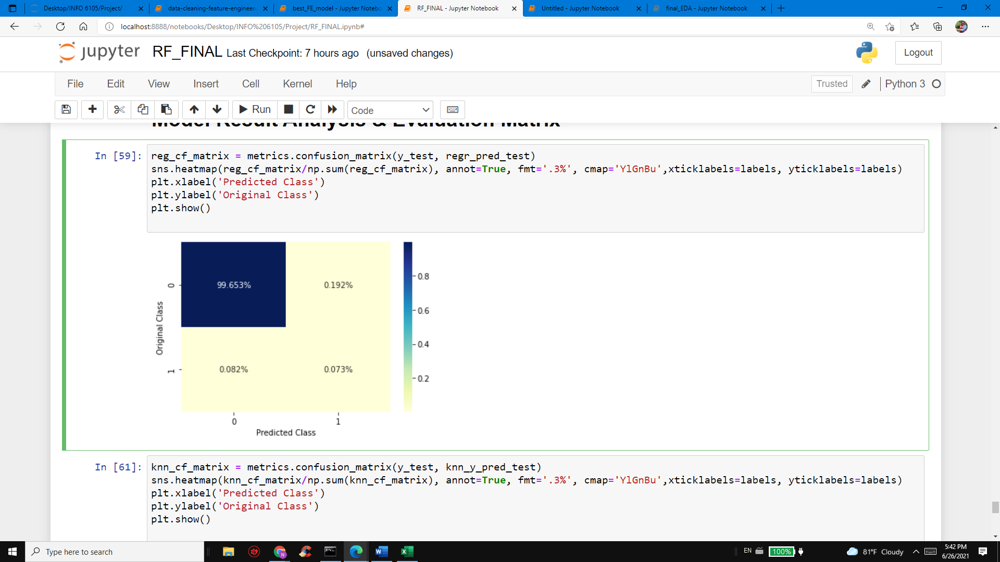 Desktop/INFO 6105/Project/
data-cleaning-feature-engineerin
best_FE_model - Jupyter Notebo
RF_FINAL - Jupyter Notebook
Untitled - Jupyter Notebook
final_EDA - Jupyter Notebook
localhost:8888/notebooks/Desktop/INFO%206105/Project/RF_FINAL.ipynb#
jupyter RF_FINAL Last Checkpoint: 7 hours ago (unsaved changes)
Logout
File Edit View Insert Cell Kernel Help
Trusted
Python 3
Run
Code
Model Result Analysis & Evaluation Matrix
In [59]:
reg_cf_matrix = metrics.confusion_matrix(y_test, regr_pred_test)
sns.heatmap(reg_cf_matrix/np.sum(reg_cf_matrix), annot=True, fmt='.3%', cmap='YlGnBu',xticklabels=labels, yticklabels=labels)
plt.xlabel('Predicted Class')
plt.ylabel('Original Class')
plt.show()
0.8
99.653% 0.192%
0
0.6
Original Class
0.4
0.082% 0.073%
1
0.2
0 1
Predicted Class
In [61]:
knn_cf_matrix = metrics.confusion_matrix(y_test, knn_y_pred_test)
sns.heatmap(knn_cf_matrix/np.sum(knn_cf_matrix), annot=True, fmt='.3%', cmap='YlGnBu',xticklabels=labels, yticklabels=labels)
plt.xlabel('Predicted Class')
plt.ylabel('Original Class')
plt.show()
Type here to search
N
W
X
EN
100%
81°F Cloudy
5:42 PM
6/26/2021